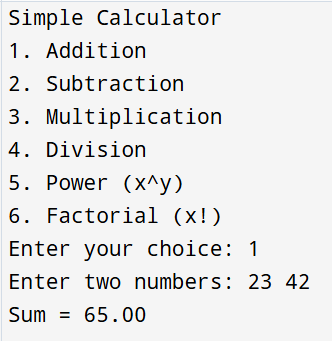 Simple Calculator
1. Addition
2. Subtraction
3. Multiplication
4. Division
5. Power (x^y)
6. Factorial (x!)
Enter your choice: 1
Enter two numbers: 23 42
Sum = 65.00